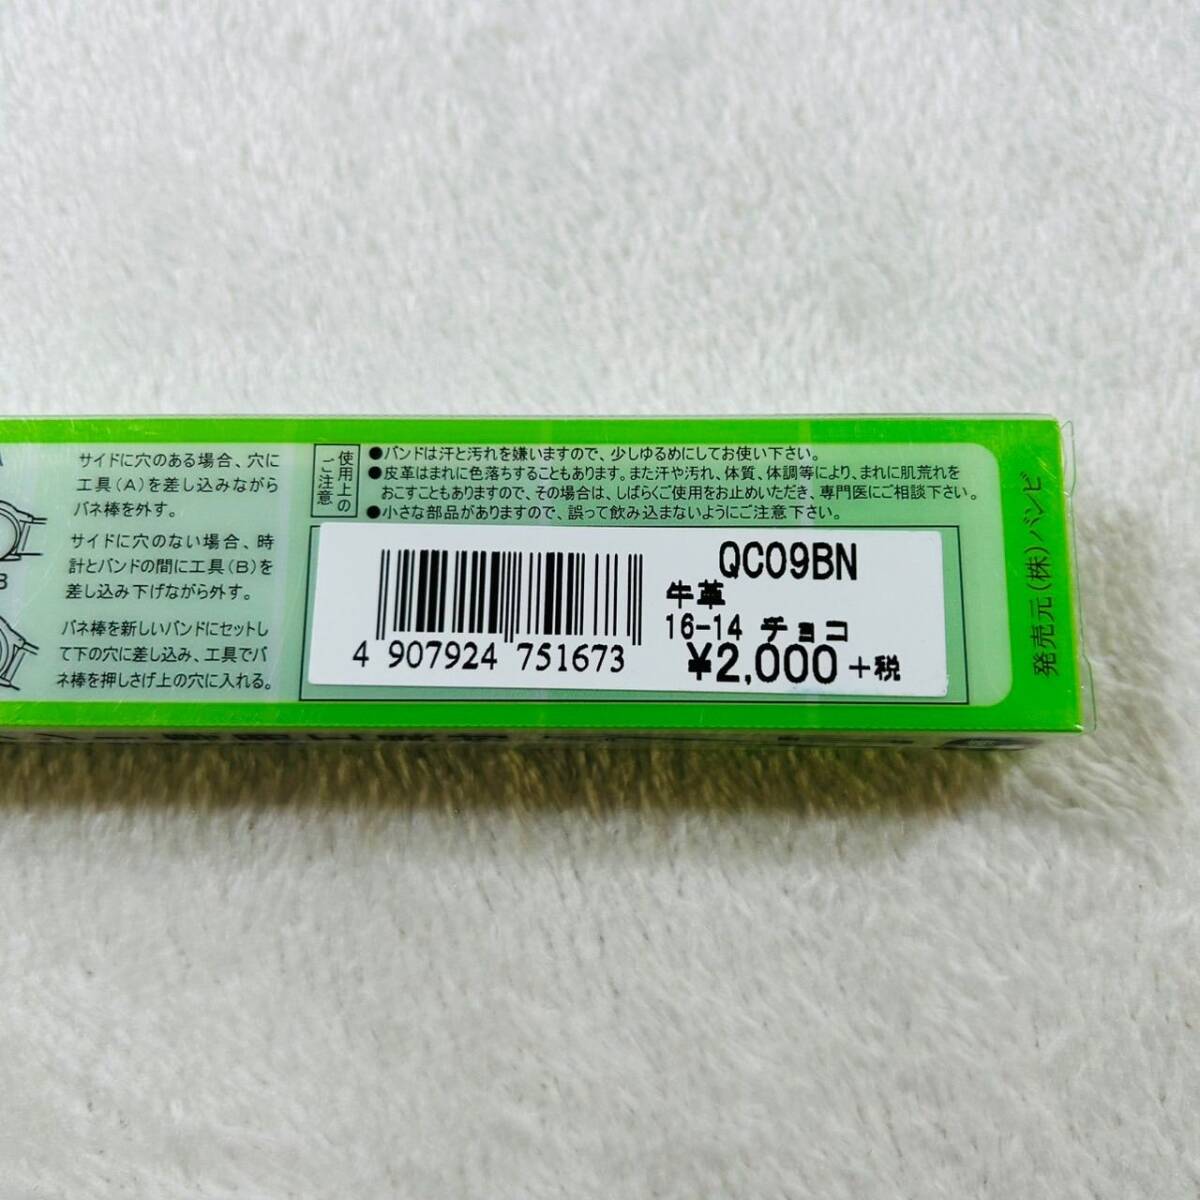 サイドに穴のある場合、穴に
工具(A)を差し込みながら
バネ棒を外す。
B
サイドに穴のない場合、時
計とバンドの間に工具(B)を
差し込み下げながら外す。
バネ棒を新しいバンドにセットし
て下の穴に差し込み、工具でバ
ネ棒を押しさげ上の穴に入れる。
使用上の
ご注意
●バンドは汗と汚れを嫌いますので、少しゆるめにしてお使い下さい。
●皮革はまれに色落ちすることもあります。また汗や汚れ、体質、体調等により、まれに肌荒れを
おこすこともありますので、その場合は、しばらくご使用をお止めいただき、専門医にご相談下さい。
●小さな部品がありますので、誤って飲み込まないようにご注意下さい。
QC09BN
牛革
16-14 チョコ
¥2,000+税
4 907924 751673
発売元(株)バンビ